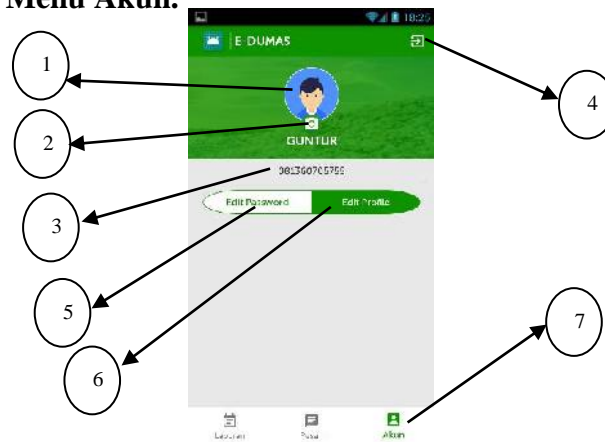 Menu Akun.
18:25
E-DUMAS
1
4
2
GUNTUR
3
Edit Password
Edit Profile
5
7
6
Laporan
Pesan
Akun